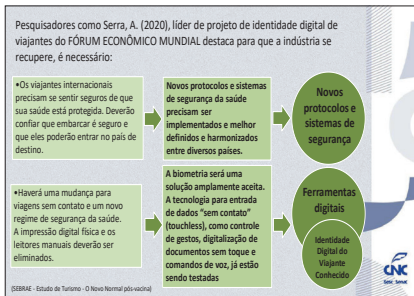 Pesquisadores como Serra, A. (2020), líder de projeto de identidade digital de
viajantes do FÓRUM ECONÔMICO MUNDIAL destaca para que a indústria se
recupere, é necessário:
•Os viajantes internacionais
precisam se sentir seguros de que
sua saúde está protegida. Deverão
confiar que embarcar é seguro e
que eles poderão entrar no país de
destino.
Novos protocolos e sistemas
de segurança da saúde
precisam ser
implementados e melhor
definidos e harmonizados
entre diversos países.
Novos
protocolos e
sistemas de
segurança
•Haverá uma mudança para
viagens sem contato e um novo
regime de segurança da saúde.
A impressão digital física e os
leitores manuais deverão ser
eliminados.
A biometria será uma
solução amplamente aceita.
A tecnologia para entrada
de dados “sem contato”
(touchless), como controle
de gestos, digitalização de
documentos sem toque e
comandos de voz, já estão
sendo testadas
Ferramentas
digitais
Identidade
Digital do
Viajante
Conhecido
(SEBRAE - Estudo de Turismo - O Novo Normal pós-vacina)
CNC
Sesc Senac